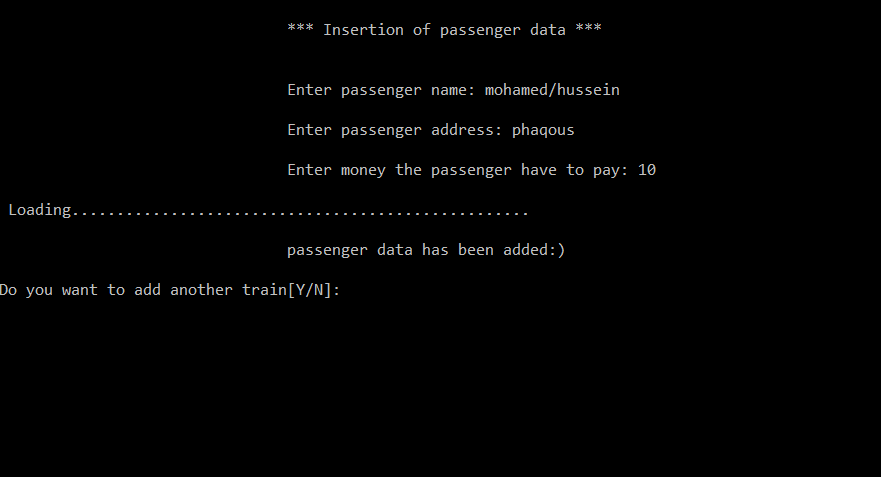 *** Insertion of passenger data ***
Enter passenger name: mohamed/hussein
Enter passenger address: phaqous
Enter money the passenger have to pay: 10
Loading...................................................
passenger data has been added:)
Do you want to add another train[Y/N]: